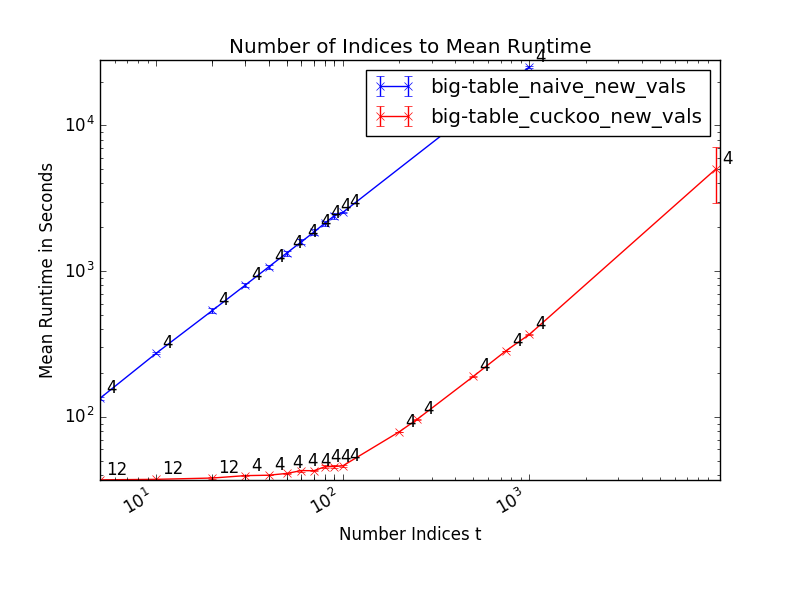 Number of Indices to Mean Runtime
4
big-table_naive_new_vals
big-table_cuckoo_new_vals
10^4
4
Mean Runtime in Seconds
4 4 4 4 4 4 4 4 4 4 4
10^3
4
4
4
4 4
10^2
12 12 12 4 4 4 4 4 4 4
10^1 10^2 10^3
Number Indices t